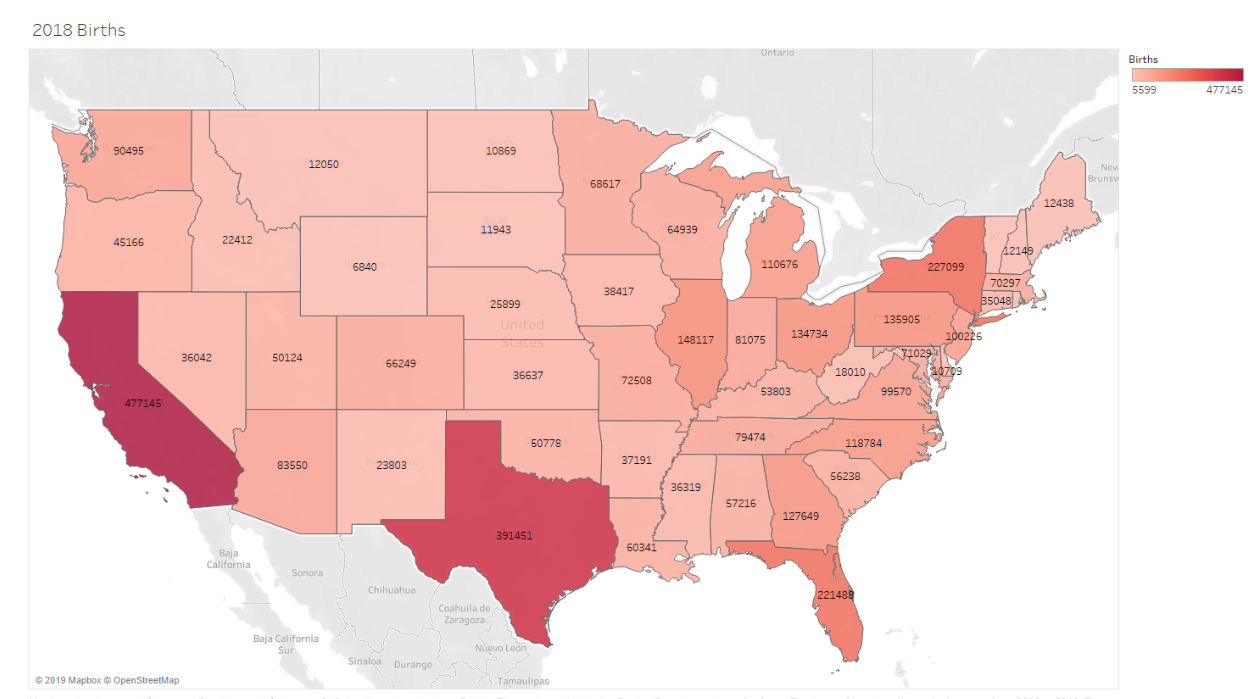 2018 Births
Ontario
Births
5599 477145
New
Brunsw
90495
12050
10869
68617
12438
45166
22412
11943
64939
12149
6840
110676
227099
70297
38417
35048
25899
United
States
135905
134734
100226
148117
81075
71029
36042
50124
66249
36637
10709
18010
72508
53803
99570
477145
79474
118784
50778
83550
23803
37191
56238
36319
57216
127649
391451
60341
Baja
California
Sonora
Chihuahua
221488
Coahuila de
Zaragoza
Baja California
Sur
Nuevo León
Sinaloa
Durango
Tamaulipas
© 2019 Mapbox © OpenStreetMap